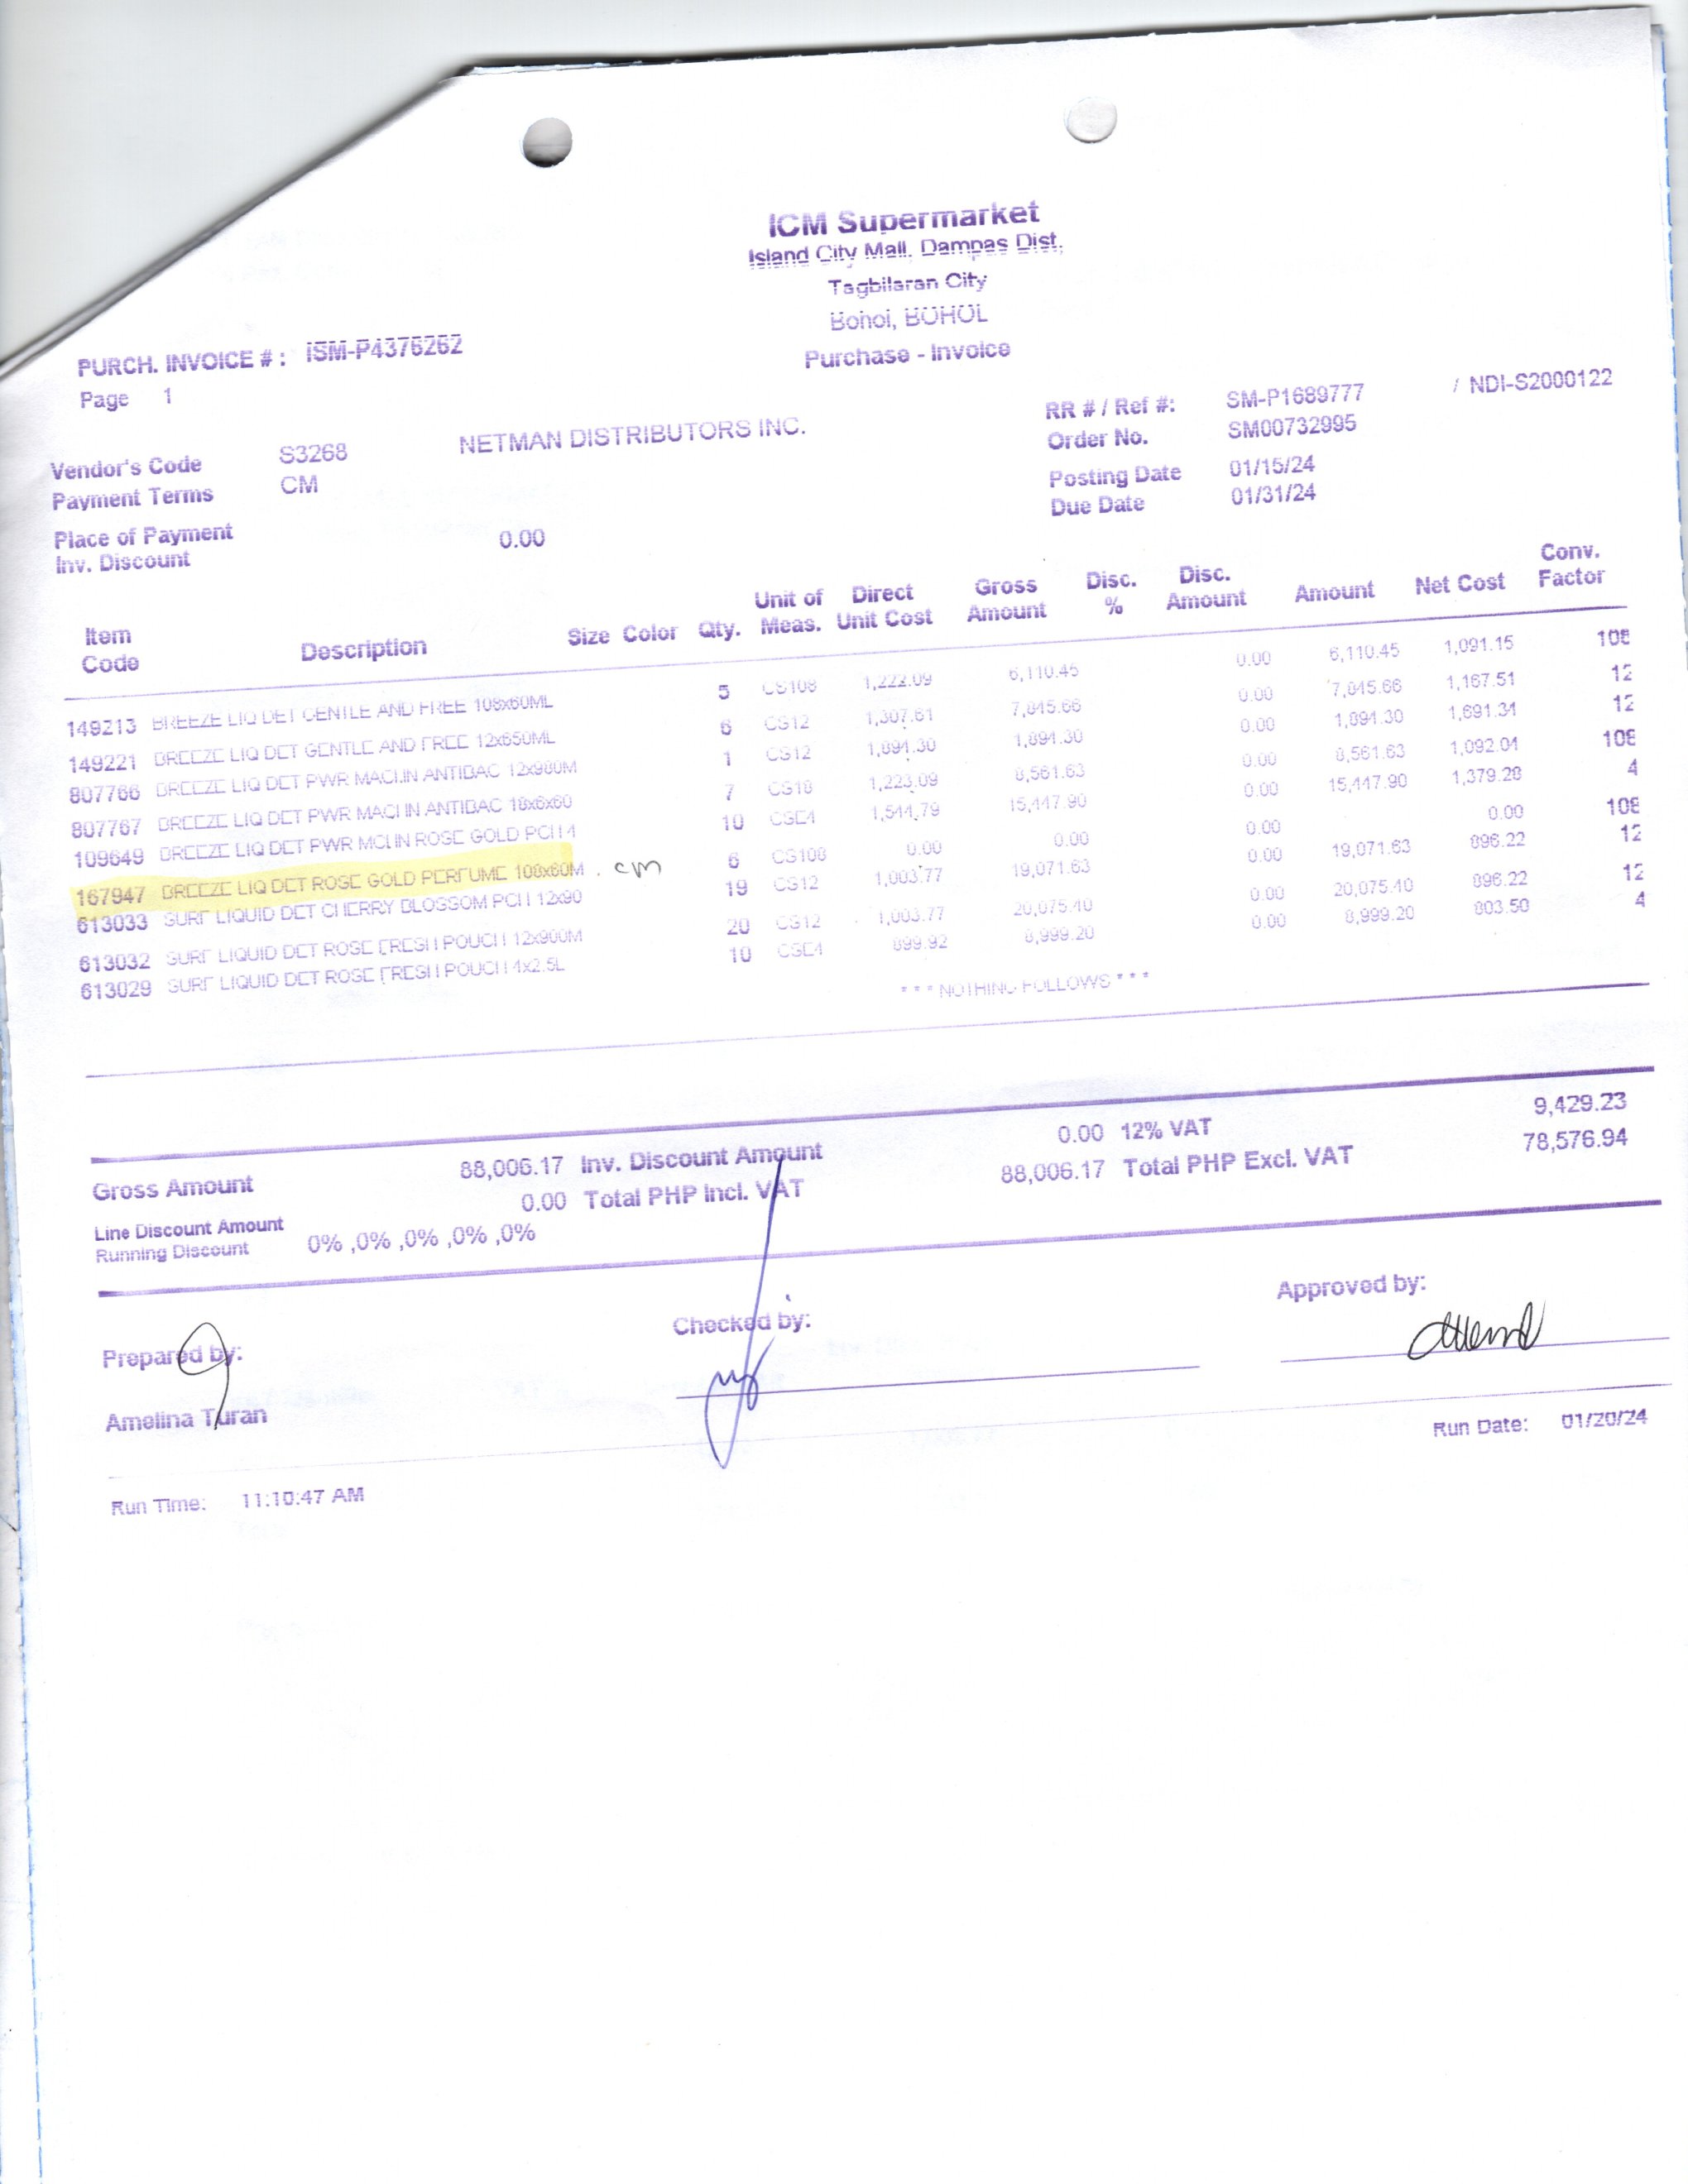 ICM Supermarket
Island City Mall, Dampas Dist,
Tagbilaran City
Bohol, BOHOL
Purchase - Invoice
PURCH. INVOICE # : ISM-P4376262
Page 1
RR # / Ref #: SM-P1689777 / NDI-S2000122
Order No. SM00732995
Vendor's Code S3268 NETMAN DISTRIBUTORS INC.
Payment Terms CM
Posting Date 01/15/24
Due Date 01/31/24
Place of Payment
Inv. Discount 0.00
Item Code Description Size Color Qty. Unit of Meas. Direct Unit Cost Gross Amount Disc. % Disc. Amount Amount Net Cost Conv. Factor
149213 BREEZE LIQ DET GENTLE AND FREE 108x60ML 5 CS108 6,110.45 0.00 6,110.45 1,091.15 108
149221 BREEZE LIQ DET GENTLE AND FREE 12x650ML 6 CS12 1,307.61 7,845.66 0.00 7,845.66 1,167.51 12
807766 BREEZE LIQ DET PWR MACHN ANTIBAC 12x980M 1 CS12 1,894.30 1,894.30 0.00 1,894.30 1,691.34 12
807767 BREEZE LIQ DET PWR MACHN ANTIBAC 18x6x60 7 CS18 1,223.09 8,561.63 0.00 8,561.63 1,092.04 108
109649 BREEZE LIQ DET PWR MCHN ROSE GOLD PCH 4 10 CSE4 1,544.79 15,447.90 0.00 15,447.90 1,379.28 4
167947 BREEZE LIQ DET ROSE GOLD PERFUME 108x60M . cm 6 CS108 0.00 0.00 0.00 0.00 108
613033 SURF LIQUID DET CHERRY BLOSSOM PCH 12x90 19 CS12 1,003.77 19,071.63 0.00 19,071.63 896.22 12
613032 SURF LIQUID DET ROSE FRESH POUCH 12x900M 20 CS12 1,003.77 20,075.40 0.00 20,075.40 896.22 12
613029 SURF LIQUID DET ROSE FRESH POUCH 4x2.5L 10 CSE4 899.92 8,999.20 0.00 8,999.20 803.50 4
* * * NOTHING FOLLOWS * * *
Gross Amount 88,006.17 Inv. Discount Amount 0.00 12% VAT 9,429.23
Line Discount Amount 0.00 Total PHP Incl. VAT 88,006.17 Total PHP Excl. VAT 78,576.94
Running Discount 0% ,0% ,0% ,0% ,0%
Prepared by: Checked by: Approved by:
Amelina Turan
Run Time: 11:10:47 AM Run Date: 01/20/24